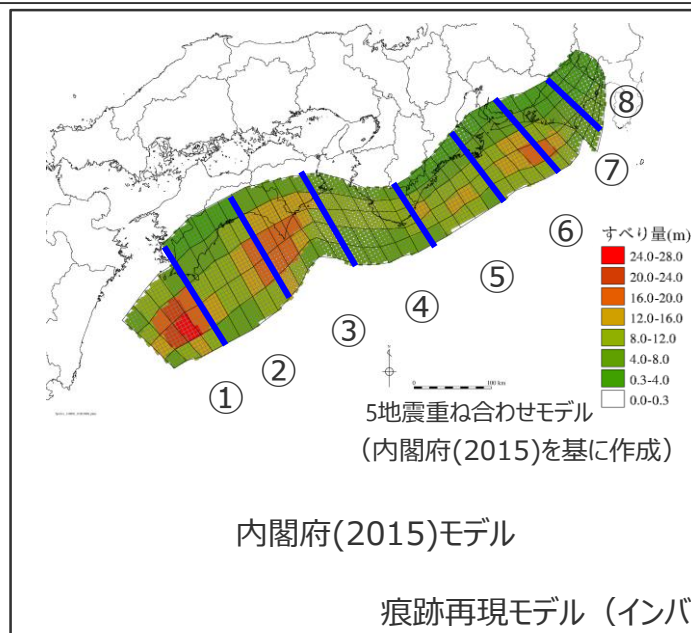 ⑧
⑦
⑥
⑤
④
③
②
①
すべり量(m)
24.0-28.0
20.0-24.0
16.0-20.0
12.0-16.0
8.0-12.0
4.0-8.0
0.3-4.0
0.0-0.3
0
100 km
5地震重ね合わせモデル
（内閣府(2015)を基に作成）
内閣府(2015)モデル
痕跡再現モデル（インバ